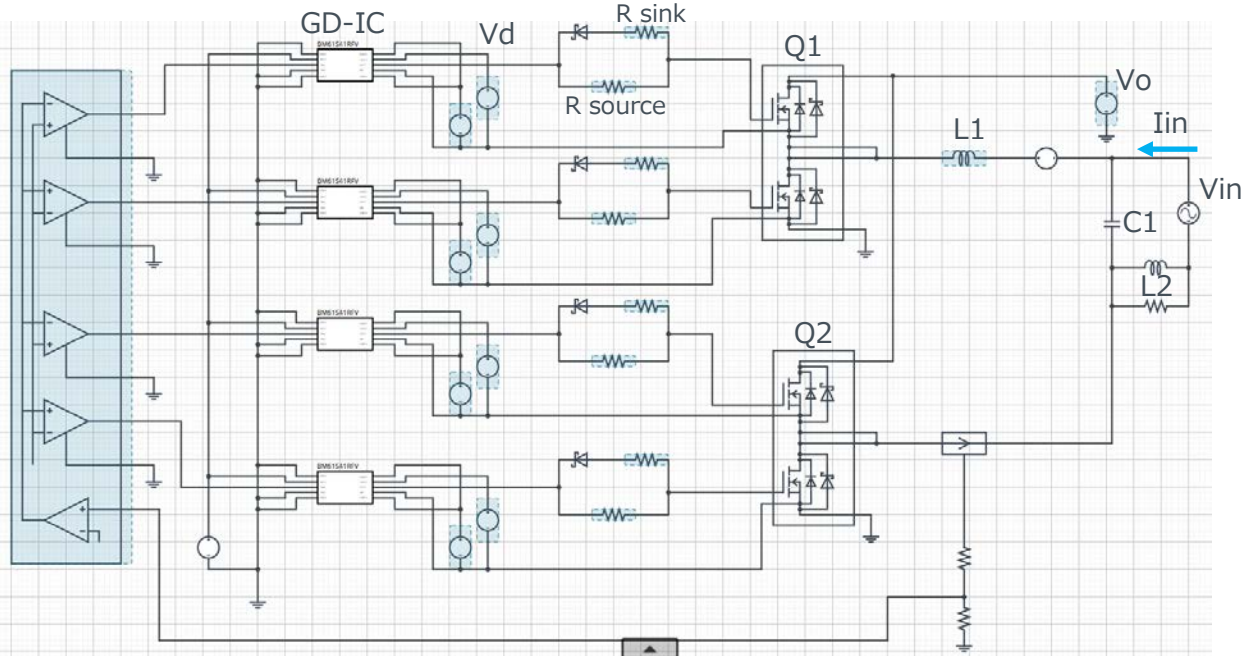 R sink
GD-IC
Vd
Q1
BM61S41RFV
Vo
R source
L1
Iin
BM61S41RFV
Vin
C1
L2
BM61S41RFV
Q2
BM61S41RFV